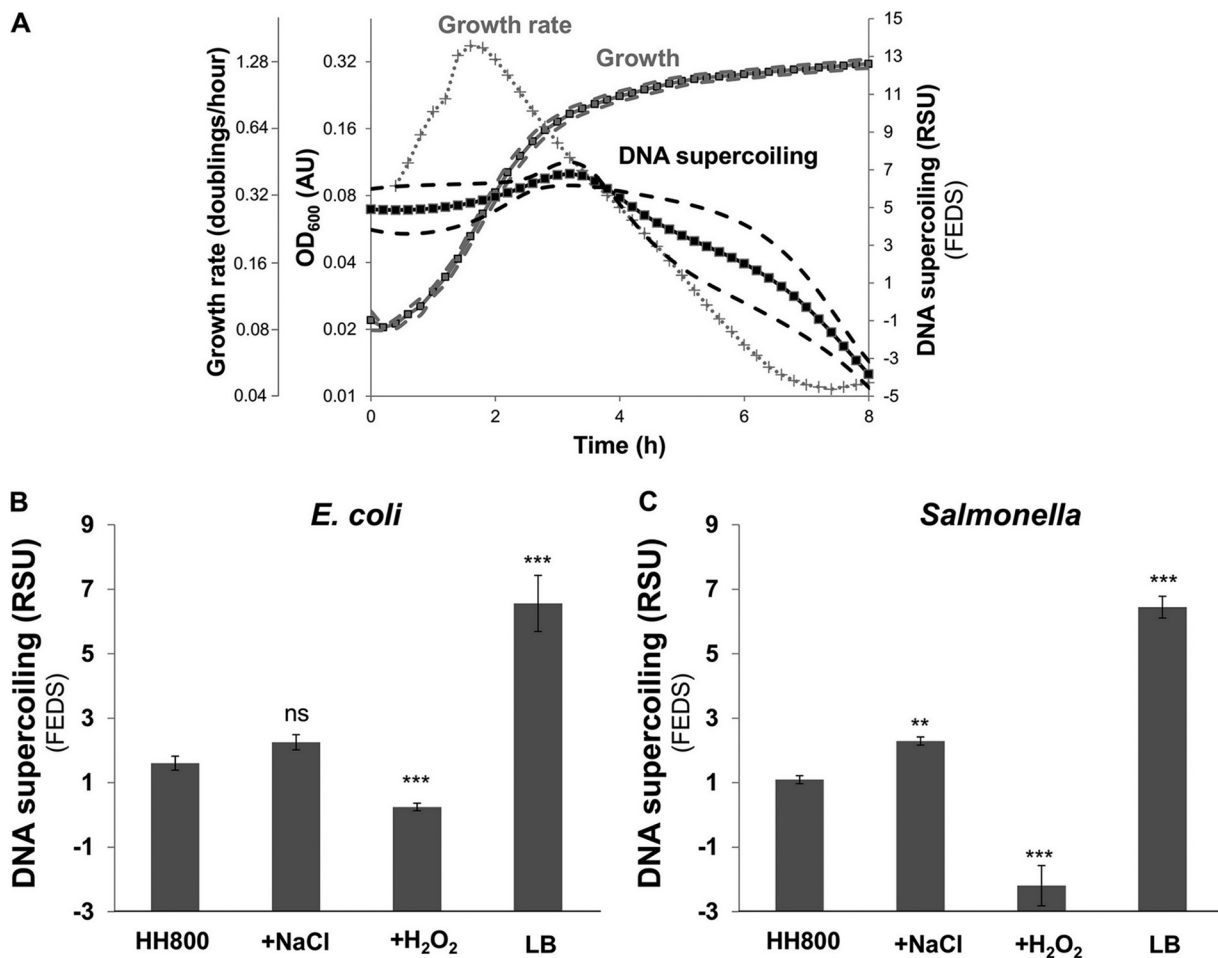 A
Growth rate
Growth
DNA supercoiling
Growth rate (doublings/hour)
1.28
0.64
0.32
0.16
0.08
0.04
OD₆₀₀ (AU)
0.32
0.16
0.08
0.04
0.02
0.01
15
13
11
9
7
5
3
1
-1
-3
-5
DNA supercoiling (RSU)
(FEDS)
0 2 4 6 8
Time (h)
B
E. coli
DNA supercoiling (RSU)
(FEDS)
9
7
5
3
1
-1
-3
ns
***
***
HH800 +NaCl +H₂O₂ LB
C
Salmonella
DNA supercoiling (RSU)
(FEDS)
9
7
5
3
1
-1
-3
**
***
***
HH800 +NaCl +H₂O₂ LB